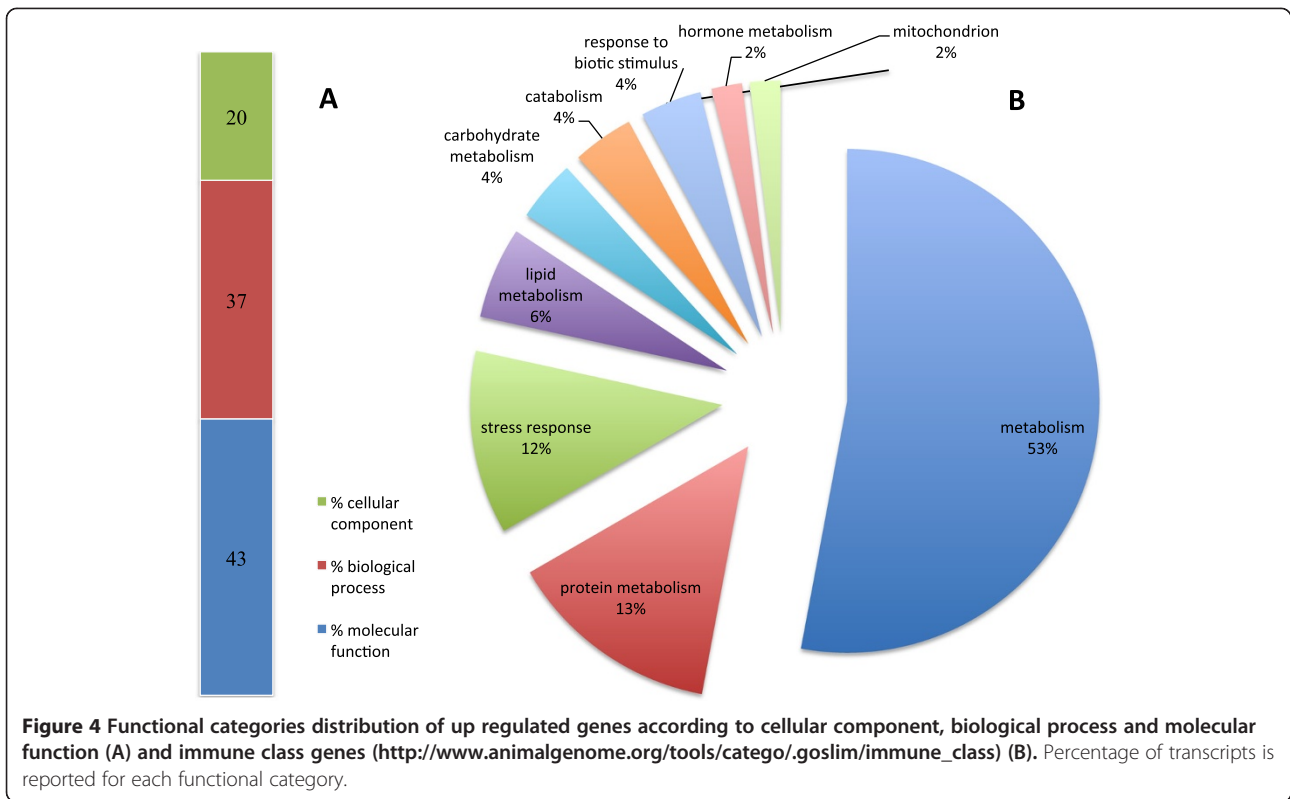 A
20
37
43
% cellular
component
% biological
process
% molecular
function
B
response to
biotic stimulus
4%
hormone metabolism
2%
mitochondrion
2%
catabolism
4%
carbohydrate
metabolism
4%
lipid
metabolism
6%
stress response
12%
protein metabolism
13%
metabolism
53%
Figure 4 Functional categories distribution of up regulated genes according to cellular component, biological process and molecular
function (A) and immune class genes (http://www.animalgenome.org/tools/catego/.goslim/immune_class) (B). Percentage of transcripts is
reported for each functional category.